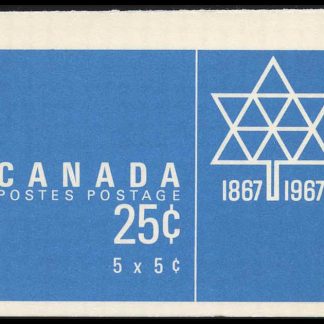 CANADA
POSTES POSTAGE
25¢
5 x 5¢
1867 1967